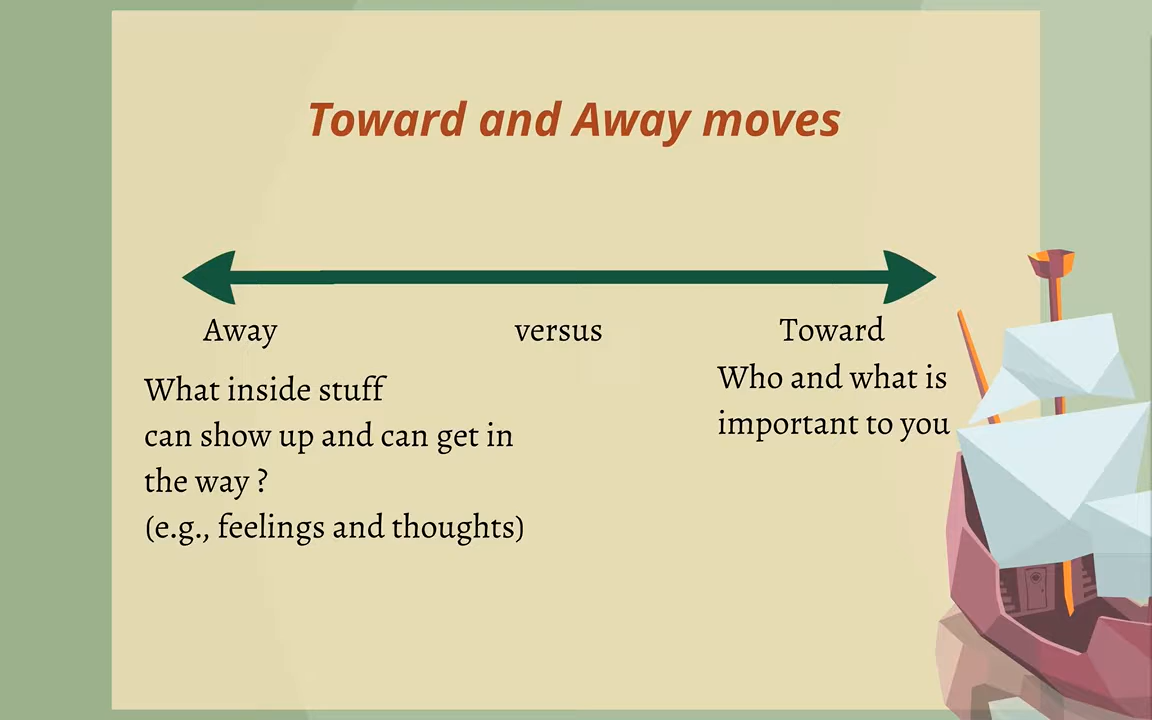 Toward and Away moves
Away versus Toward
What inside stuff
can show up and can get in
the way ?
(e.g., feelings and thoughts)
Who and what is
important to you